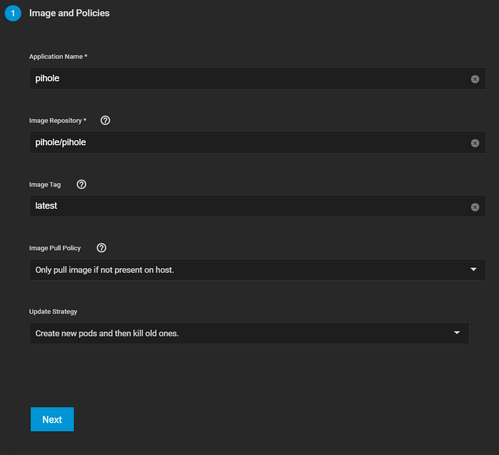 1 Image and Policies
Application Name *
pihole
Image Repository *
pihole/pihole
Image Tag
latest
Image Pull Policy
Only pull image if not present on host.
Update Strategy
Create new pods and then kill old ones.
Next